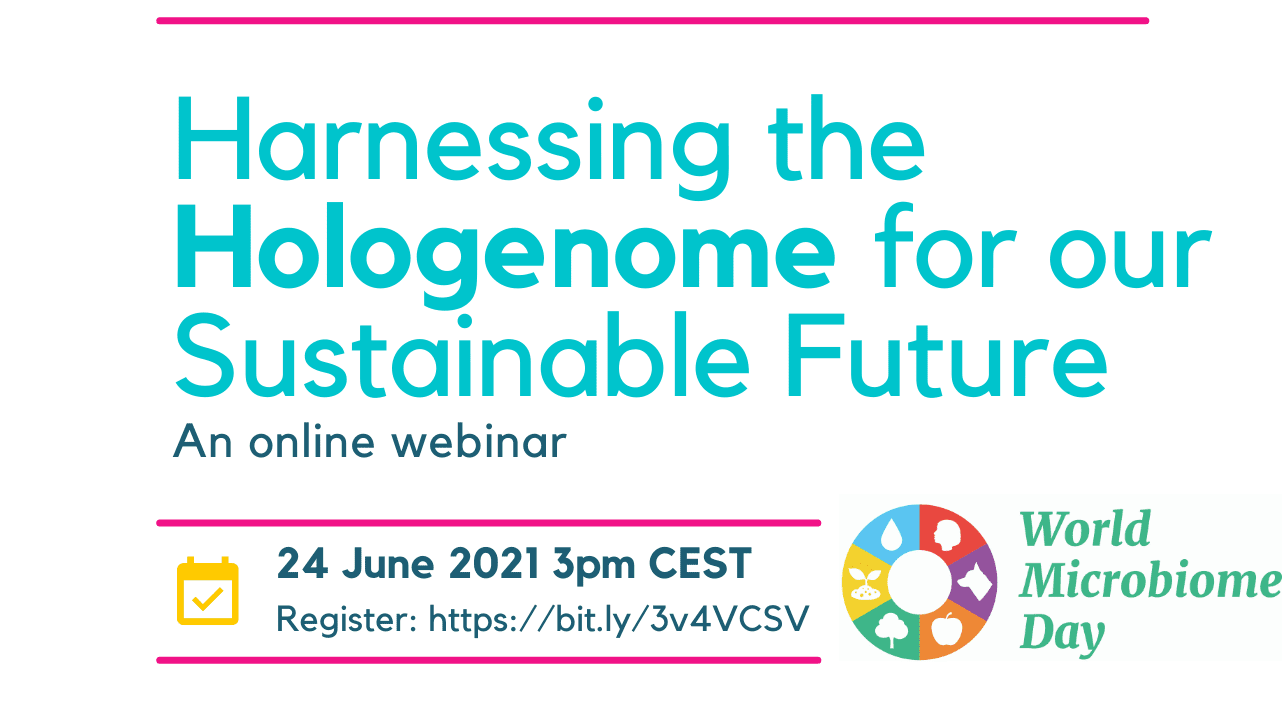 Harnessing the
Hologenome for our
Sustainable Future
An online webinar
24 June 2021 3pm CEST
Register: https://bit.ly/3v4VCSV
World
Microbiome
Day